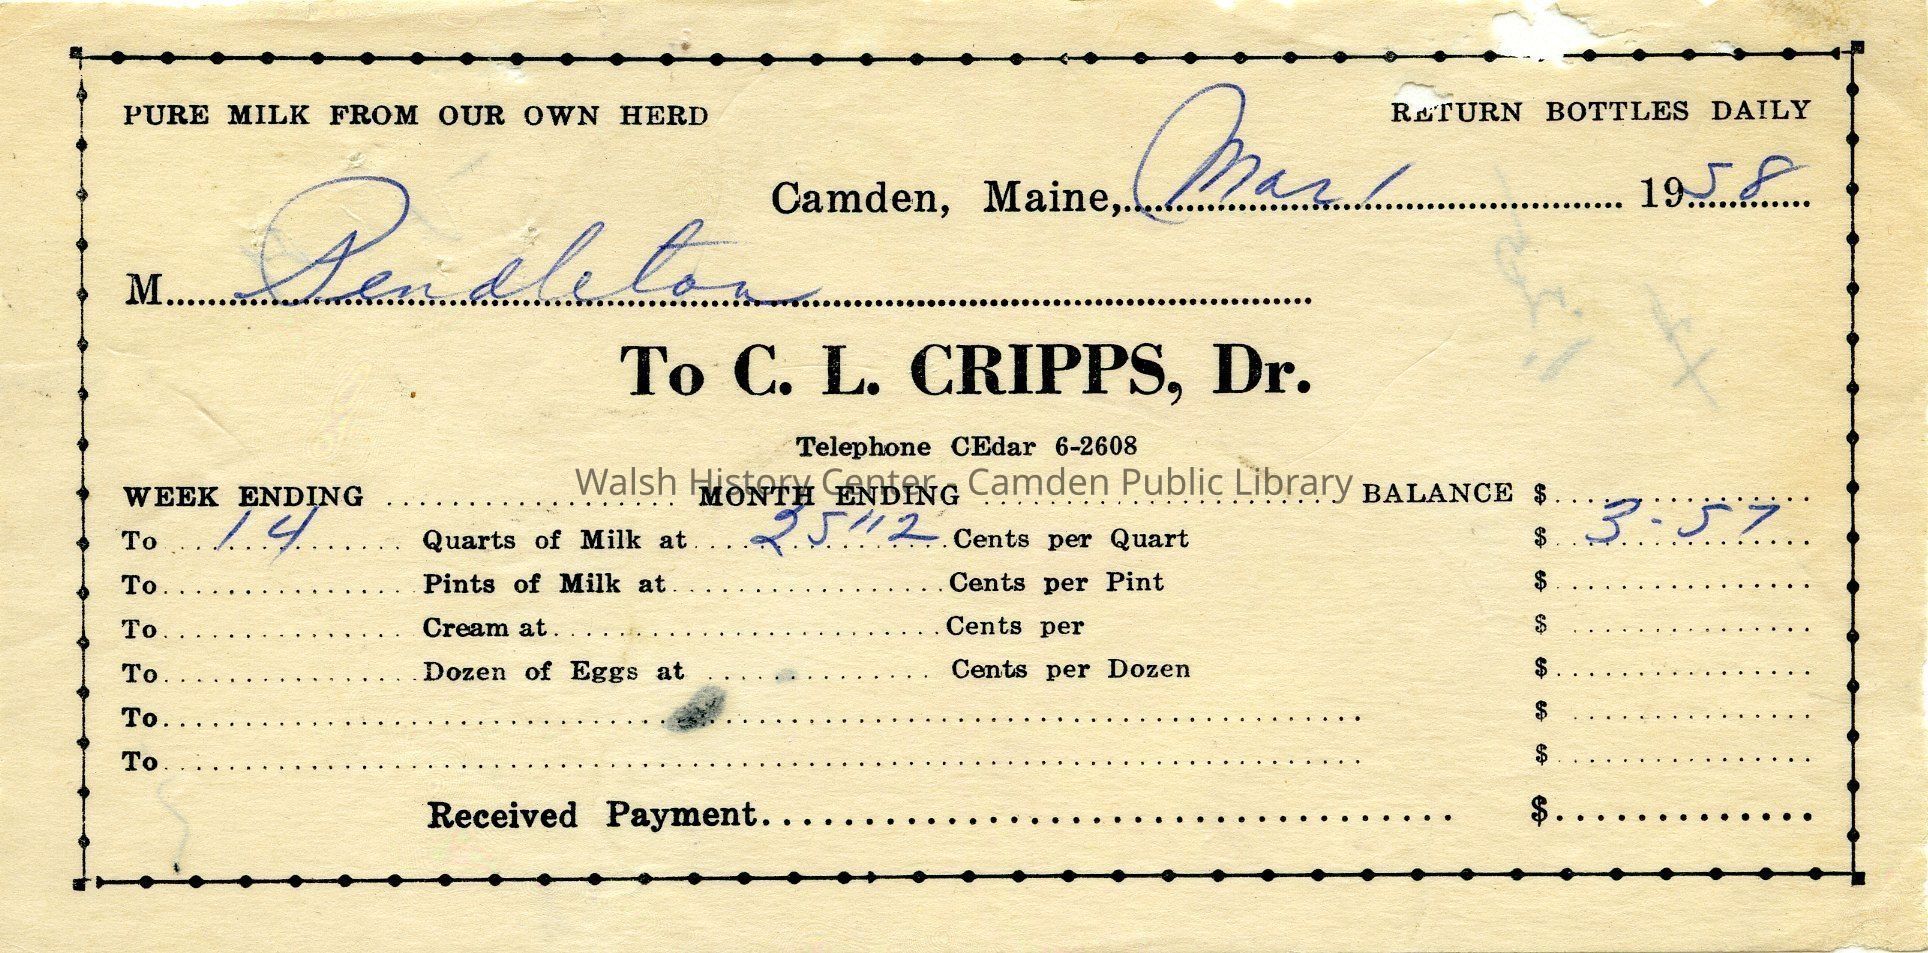 PURE MILK FROM OUR OWN HERD RETURN BOTTLES DAILY
Camden, Maine, Mar 1 1958
M Pendleton
To C. L. CRIPPS, Dr.
Telephone CEdar 6-2608
Walsh History Center - Camden Public Library
WEEK ENDING MONTH ENDING BALANCE $
To 14 Quarts of Milk at 25 " 2 Cents per Quart $ 3-57
To Pints of Milk at Cents per Pint $
To Cream at Cents per $
To Dozen of Eggs at Cents per Dozen $
To $
To $
Received Payment $